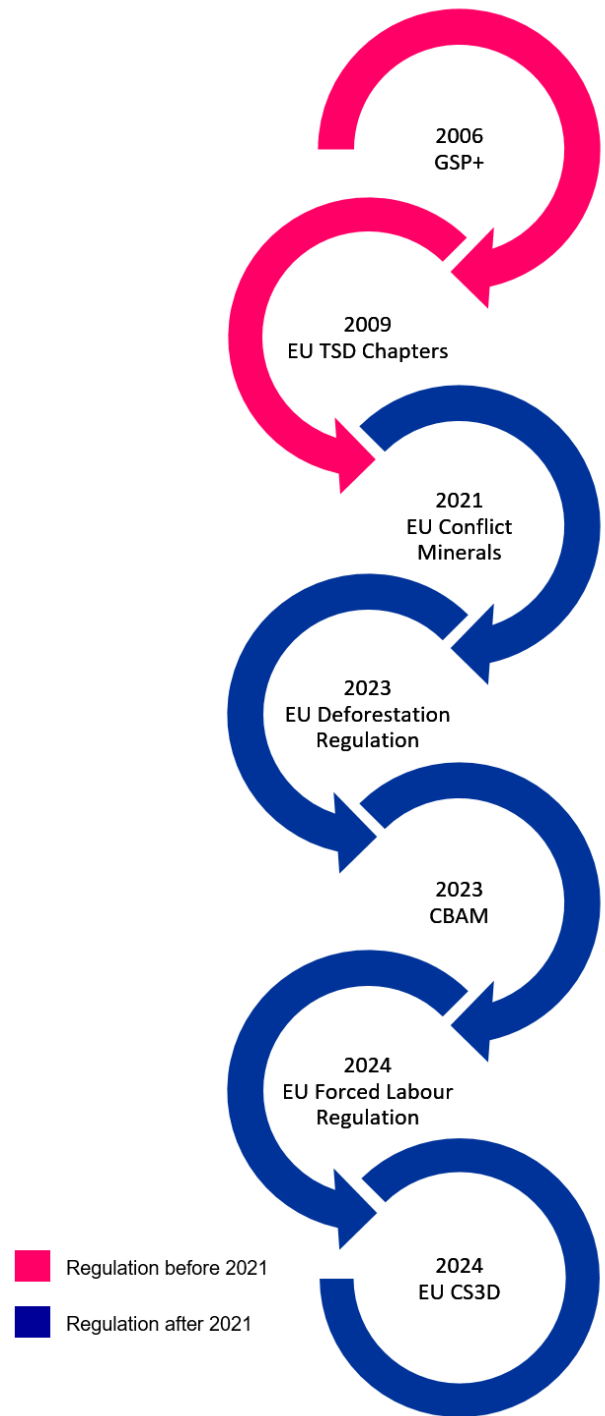 2006
GSP+
2009
EU TSD Chapters
2021
EU Conflict
Minerals
2023
EU Deforestation
Regulation
2023
CBAM
2024
EU Forced Labour
Regulation
2024
EU CS3D
Regulation before 2021
Regulation after 2021